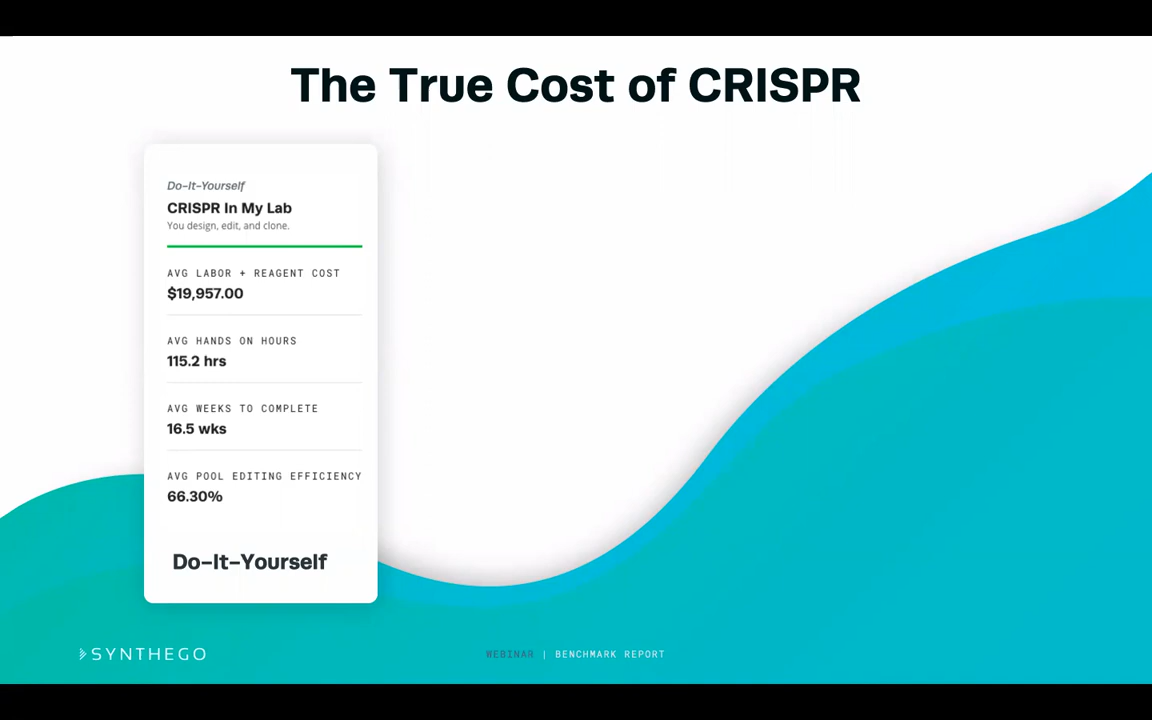 The True Cost of CRISPR
Do-It-Yourself
CRISPR In My Lab
You design, edit, and clone.
AVG LABOR + REAGENT COST
$19,957.00
AVG HANDS ON HOURS
115.2 hrs
AVG WEEKS TO COMPLETE
16.5 wks
AVG POOL EDITING EFFICIENCY
66.30%
Do-It-Yourself
SYNTHEGO
WEBINAR | BENCHMARK REPORT